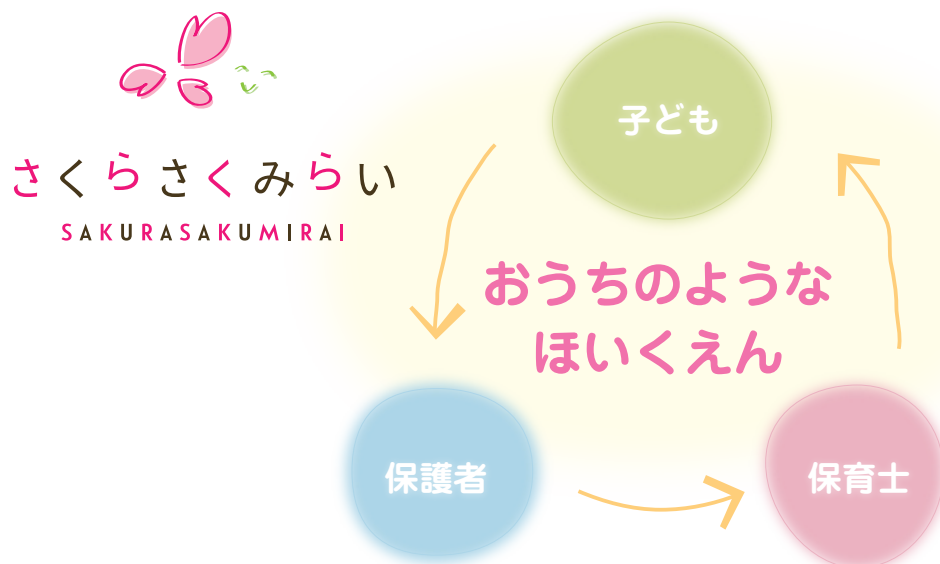 さくらさくみらい
SAKURASAKUMIRAI
子ども
おうちのような
ほいくえん
保護者
保育士